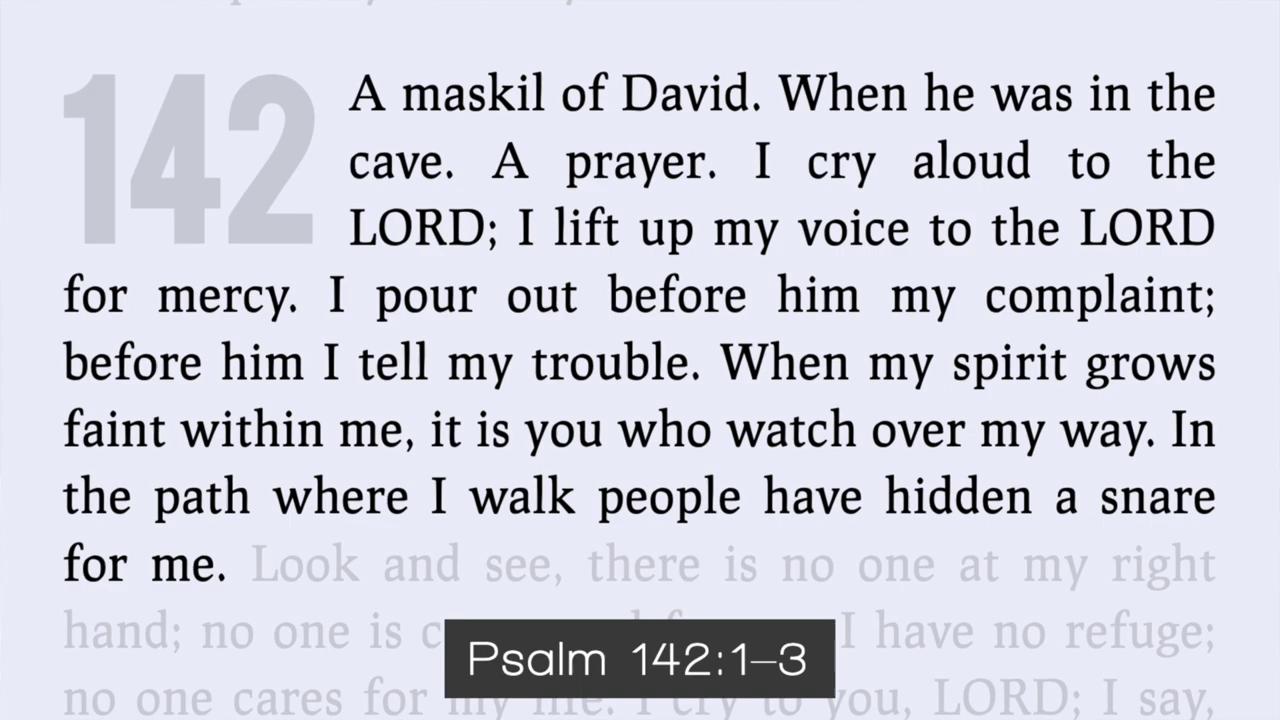 142
A maskil of David. When he was in the
cave. A prayer. I cry aloud to the
LORD; I lift up my voice to the LORD
for mercy. I pour out before him my complaint;
before him I tell my trouble. When my spirit grows
faint within me, it is you who watch over my way. In
the path where I walk people have hidden a snare
for me. Look and see, there is no one at my right
hand; no one is I have no refuge;
no one cares for my life. I cry to you, LORD; I say,
Psalm 142:1–3